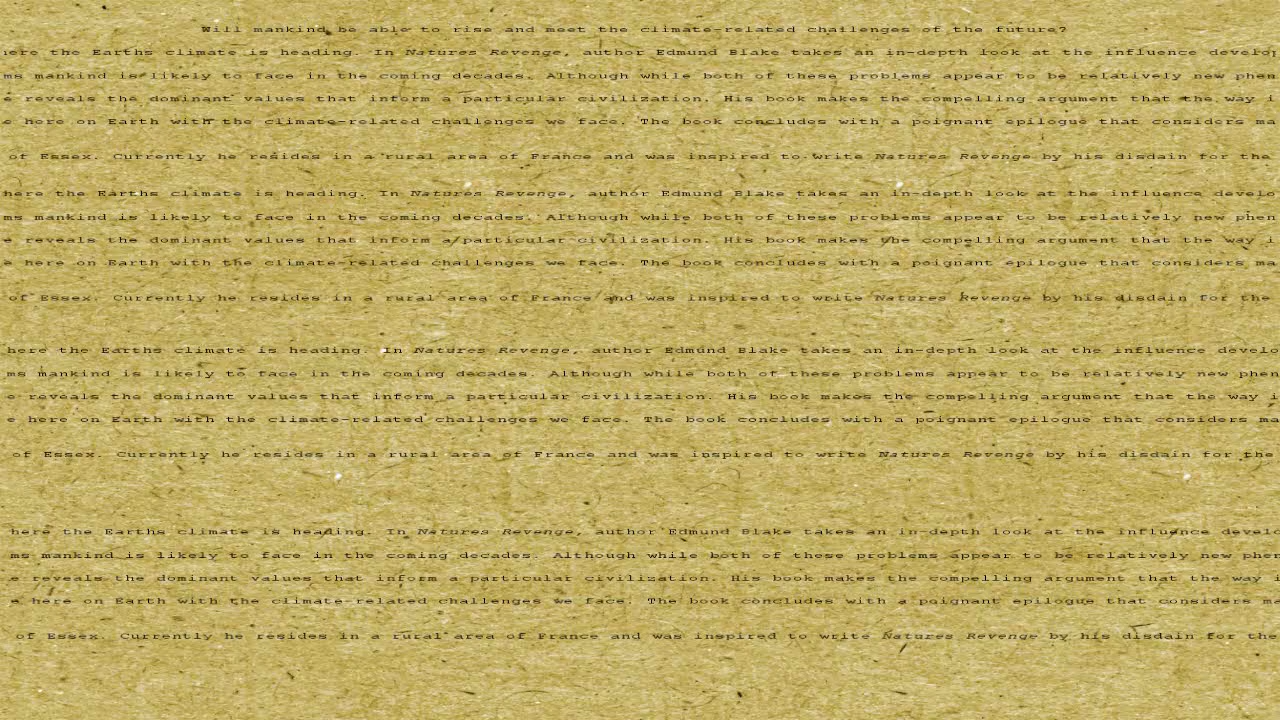 Will mankind be able to rise and meet the climate-related challenges of the future?
the Earths climate is heading. In Natures Revenge, author Edmund Blake takes an in-depth look at the influence
mankind is likely to face in the coming decades. Although while both of these problems appear to be relatively new
reveals the dominant values that inform a particular civilization. His book makes the compelling argument that the way
here on Earth with the climate-related challenges we face. The book concludes with a poignant epilogue that considers
of Essex. Currently he resides in a rural area of France and was inspired to write Natures Revenge by his disdain for the
here the Earths climate is heading. In Natures Revenge, author Edmund Blake takes an in-depth look at the influence
mankind is likely to face in the coming decades. Although while both of these problems appear to be relatively new
reveals the dominant values that inform a particular civilization. His book makes the compelling argument that the way
here on Earth with the climate-related challenges we face. The book concludes with a poignant epilogue that considers
of Essex. Currently he resides in a rural area of France and was inspired to write Natures Revenge by his disdain for the
here the Earths climate is heading. In Natures Revenge, author Edmund Blake takes an in-depth look at the influence
mankind is likely to face in the coming decades. Although while both of these problems appear to be relatively new
reveals the dominant values that inform a particular civilization. His book makes the compelling argument that the way
here on Earth with the climate-related challenges we face. The book concludes with a poignant epilogue that considers
of Essex. Currently he resides in a rural area of France and was inspired to write Natures Revenge by his disdain for the
here the Earths climate is heading. In Natures Revenge, author Edmund Blake takes an in-depth look at the influence
mankind is likely to face in the coming decades. Although while both of these problems appear to be relatively new
reveals the dominant values that inform a particular civilization. His book makes the compelling argument that the way
here on Earth with the climate-related challenges we face. The book concludes with a poignant epilogue that considers
of Essex. Currently he resides in a rural area of France and was inspired to write Natures Revenge by his disdain for the